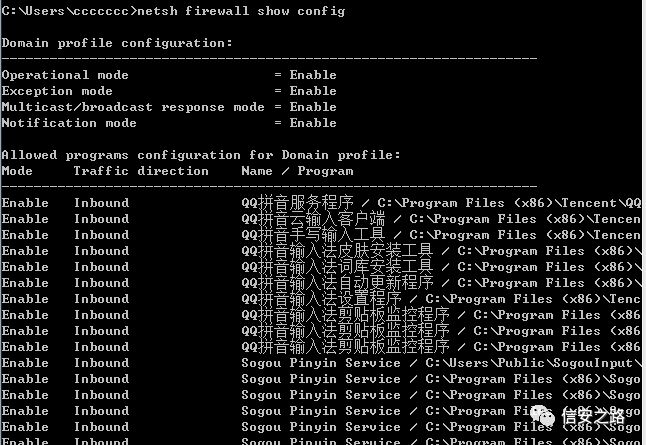 C:\Users\ccccccc>netsh firewall show config
Domain profile configuration:
-------------------------------------------------------------------
Operational mode                  = Enable
Exception mode                    = Enable
Multicast/broadcast response mode = Enable
Notification mode                 = Enable
Allowed programs configuration for Domain profile:
Mode     Traffic direction    Name / Program
-------------------------------------------------------------------
Enable   Inbound              QQ拼音服务程序 / C:\Program Files (x86)\Tencent\QQ
Enable   Inbound              QQ拼音云输入客户端 / C:\Program Files (x86)\Tencen
Enable   Inbound              QQ拼音手写输入工具 / C:\Program Files (x86)\Tencen
Enable   Inbound              QQ拼音输入法皮肤安装工具 / C:\Program Files (x86)\
Enable   Inbound              QQ拼音输入法词库安装工具 / C:\Program Files (x86)\
Enable   Inbound              QQ拼音输入法自动更新程序 / C:\Program Files (x86)\
Enable   Inbound              QQ拼音输入法设置程序 / C:\Program Files (x86)\Tenc
Enable   Inbound              QQ拼音输入法剪贴板监控程序 / C:\Program Files (x86
Enable   Inbound              QQ拼音输入法剪贴板监控程序 / C:\Program Files (x86
Enable   Inbound              QQ拼音输入法剪贴板监控程序 / C:\Program Files (x86
Enable   Inbound              Sogou Pinyin Service / C:\Users\Public\SogouInput\
Enable   Inbound              Sogou Pinyin Service / C:\Program Files (x86)\Sogo
Enable   Inbound              Sogou Pinyin Service / C:\Program Files (x86)\Sogo
Enable   Inbound              Sogou Pinyin Service / C:\Program Files (x86)\Sogo
Enable   Inbound              Sogou Pinyin Service / C:\Program Files (x86)\Sogo
信安之路